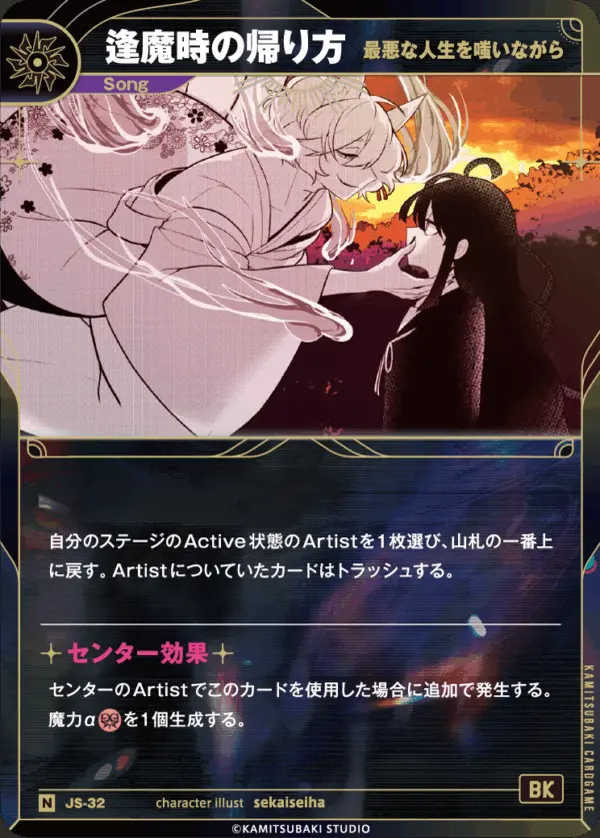 逢魔時の帰り方 最悪な人生を嗤いながら
Song
自分のステージのActive状態のArtistを1枚選び、山札の一番上
に戻す。Artistについていたカードはトラッシュする。
センター効果
センターのArtistでこのカードを使用した場合に追加で発生する。
魔力αを1個生成する。
KAMITSUBAKI CARDGAME
BK
N JS-32 character illust sekaiseiha
©KAMITSUBAKI STUDIO